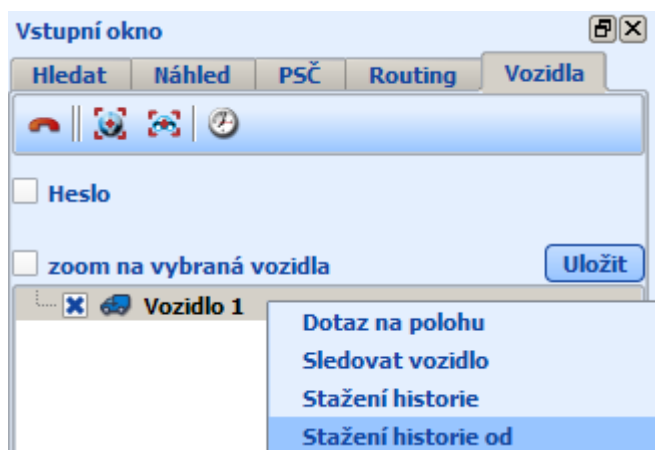 Vstupní okno
Hledat Náhled PSČ Routing Vozidla
Heslo
zoom na vybraná vozidla Uložit
Vozidlo 1
Dotaz na polohu
Sledovat vozidlo
Stažení historie
Stažení historie od